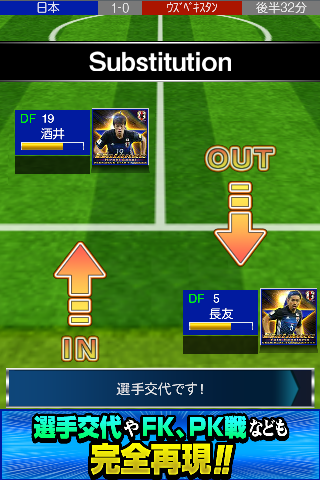 日本 1-0 ウズベキスタン 後半32分
Substitution
DF 19
酒井
OUT
IN
DF 5
長友
選手交代です!
選手交代やFK、PK戦なども
完全再現!!